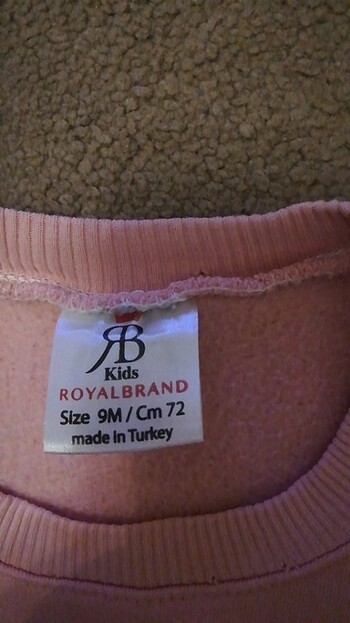 RB
Kids
ROYALBRAND
Size 9M / Cm 72
made in Turkey